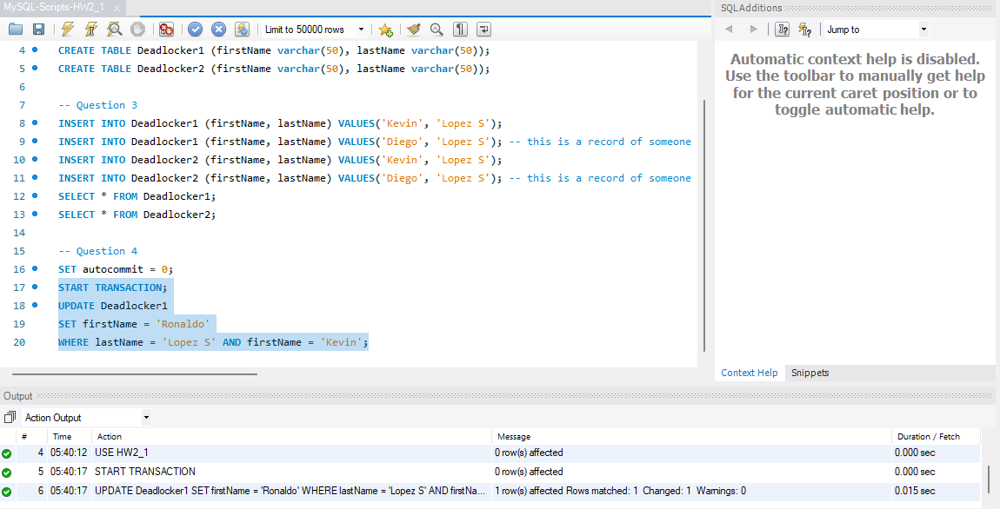 MySQL-Scripts-HW2_1
SQLAdditions
Limit to 50000 rows
Jump to
4 CREATE TABLE Deadlocker1 (firstName varchar(50), lastName varchar(50));
5 CREATE TABLE Deadlocker2 (firstName varchar(50), lastName varchar(50));
6
7 -- Question 3
8 INSERT INTO Deadlocker1 (firstName, lastName) VALUES('Kevin', 'Lopez S');
9 INSERT INTO Deadlocker1 (firstName, lastName) VALUES('Diego', 'Lopez S'); -- this is a record of someone
10 INSERT INTO Deadlocker2 (firstName, lastName) VALUES('Kevin', 'Lopez S');
11 INSERT INTO Deadlocker2 (firstName, lastName) VALUES('Diego', 'Lopez S'); -- this is a record of someone
12 SELECT * FROM Deadlocker1;
13 SELECT * FROM Deadlocker2;
14
15 -- Question 4
16 SET autocommit = 0;
17 START TRANSACTION;
18 UPDATE Deadlocker1
19 SET firstName = 'Ronaldo'
20 WHERE lastName = 'Lopez S' AND firstName = 'Kevin';
Automatic context help is disabled.
Use the toolbar to manually get help
for the current caret position or to
toggle automatic help.
Context Help Snippets
Output
Action Output
# Time Action Message Duration / Fetch
4 05:40:12 USE HW2_1 0 row(s) affected 0.000 sec
5 05:40:17 START TRANSACTION 0 row(s) affected 0.000 sec
6 05:40:17 UPDATE Deadlocker1 SET firstName = 'Ronaldo' WHERE lastName = 'Lopez S' AND firstNa... 1 row(s) affected Rows matched: 1 Changed: 1 Warnings: 0 0.015 sec